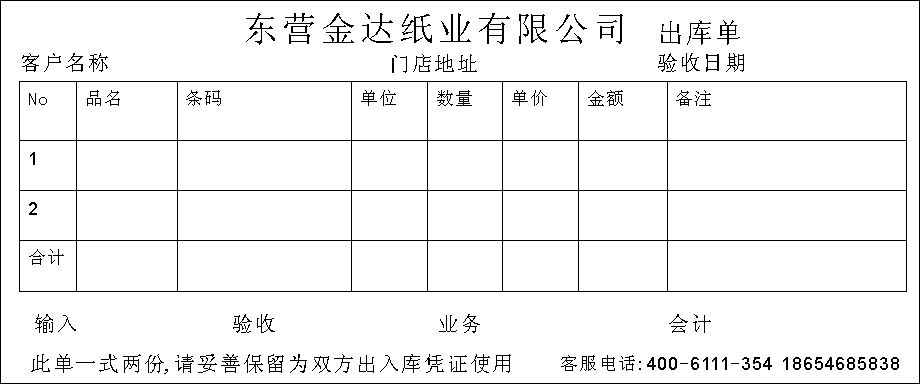 东营金达纸业有限公司 出库单
客户名称 门店地址 验收日期
No 品名 条码 单位 数量 单价 金额 备注
1
2
合计
输入 验收 业务 会计
此单一式两份,请妥善保留为双方出入库凭证使用 客服电话:400-6111-354 18654685838